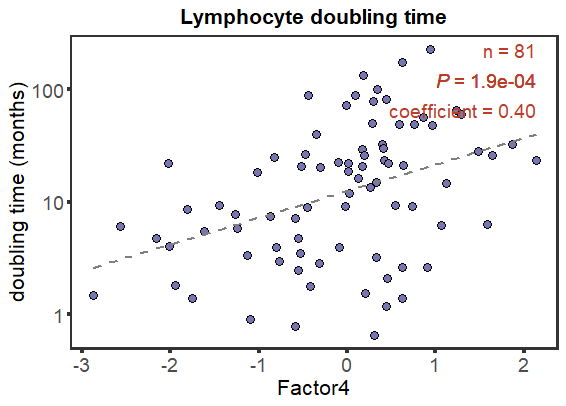 Lymphocyte doubling time
n = 81
P = 1.9e-04
coefficient = 0.40
doubling time (months)
100
10
1
-3 -2 -1 0 1 2
Factor4